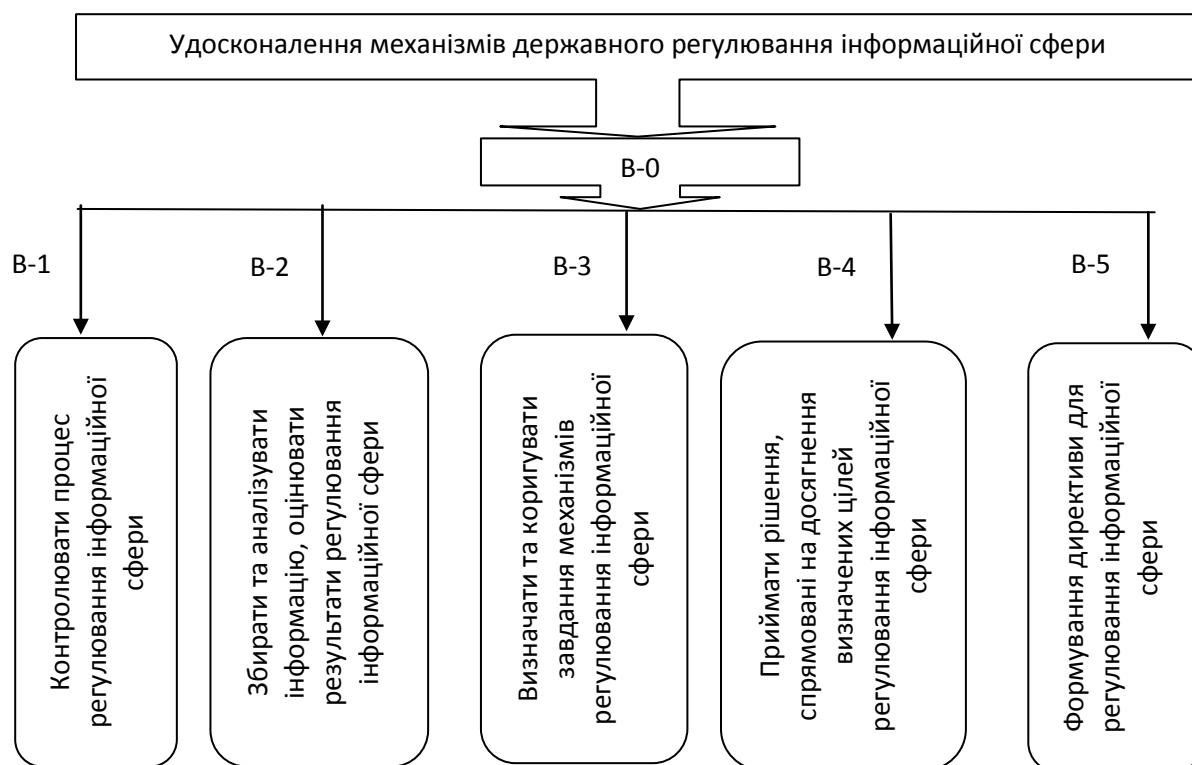 Удосконалення механізмів державного регулювання інформаційної сфери
В-0
В-1
В-2
В-3
В-4
В-5
Контролювати процес
регулювання інформаційної
сфери
Збирати та аналізувати
інформацію, оцінювати
результати регулювання
інформаційної сфери
Визначати та коригувати
завдання механізмів
регулювання інформаційної
сфери
Приймати рішення,
спрямовані на досягнення
визначених цілей
регулювання інформаційної
сфери
Формування директиви для
регулювання інформаційної
сфери